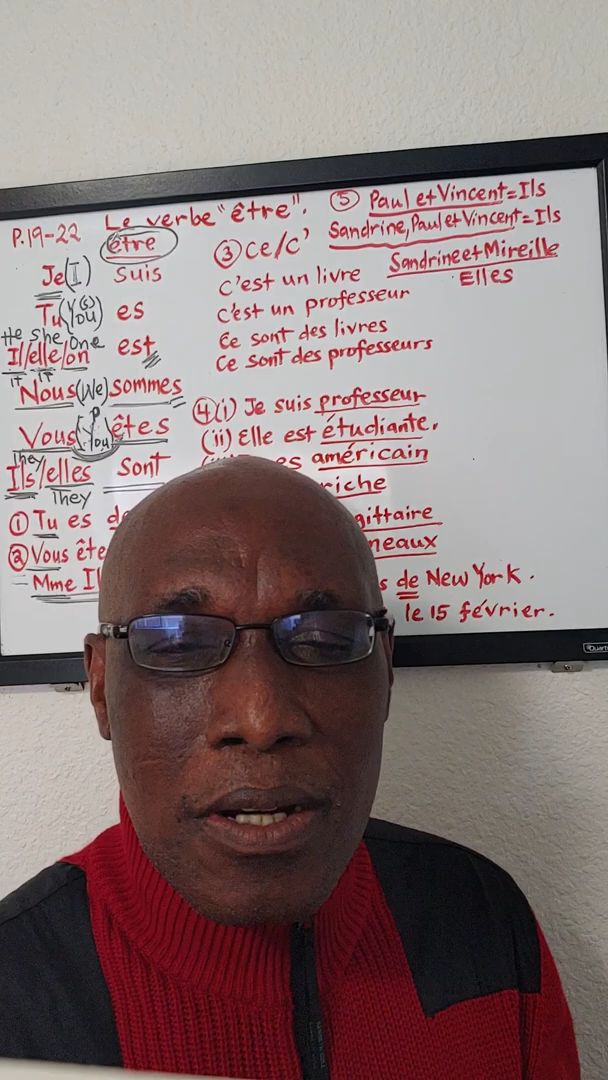 P.19-22
Le verbe "être".
être
Je (I) suis
Tu (You) (s) es
He She One
Il/elle/on est
it it
Nous (We) sommes
Vous (You) p êtes
They
Ils/elles sont
They
① Tu es
② Vous
Mme
③ Ce/C'
C'est un livre
C'est un professeur
Ce sont des livres
Ce sont des professeurs
④(i) Je suis professeur
(ii) Elle est étudiante.
américain
riche
de New York.
le 15 février.
⑤ Paul et Vincent = Ils
Sandrine, Paul et Vincent = Ils
Sandrine et Mireille
Elles